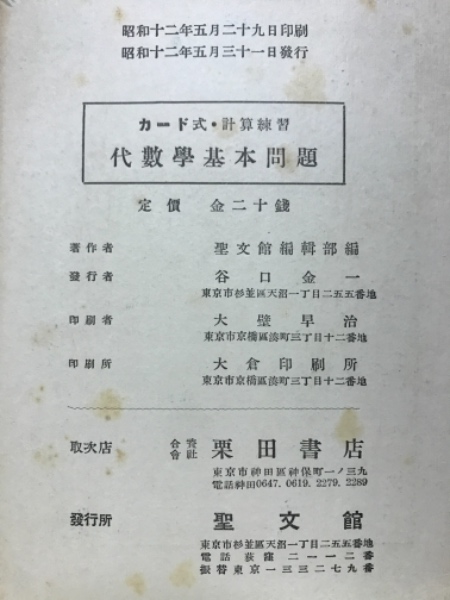 昭和十二年五月二十九日印刷
昭和十二年五月三十一日發行
カード式・計算練習
代數學基本問題
定價 金二十錢
著作者 聖文館編輯部編
發行者 谷口金一
東京市杉並區天沼一丁目二五五番地
印刷者 大壁早治
東京市京橋區湊町三丁目十二番地
印刷所 大倉印刷所
東京市京橋區湊町三丁目十二番地
取次店 合資會社 栗田書店
東京市神田區神保町一ノ三九
電話神田0647. 0619. 2279. 2289
發行所 聖文館
東京市杉並區天沼一丁目二五五番地
電話荻窪二一一二番
振替東京一三三二七九番